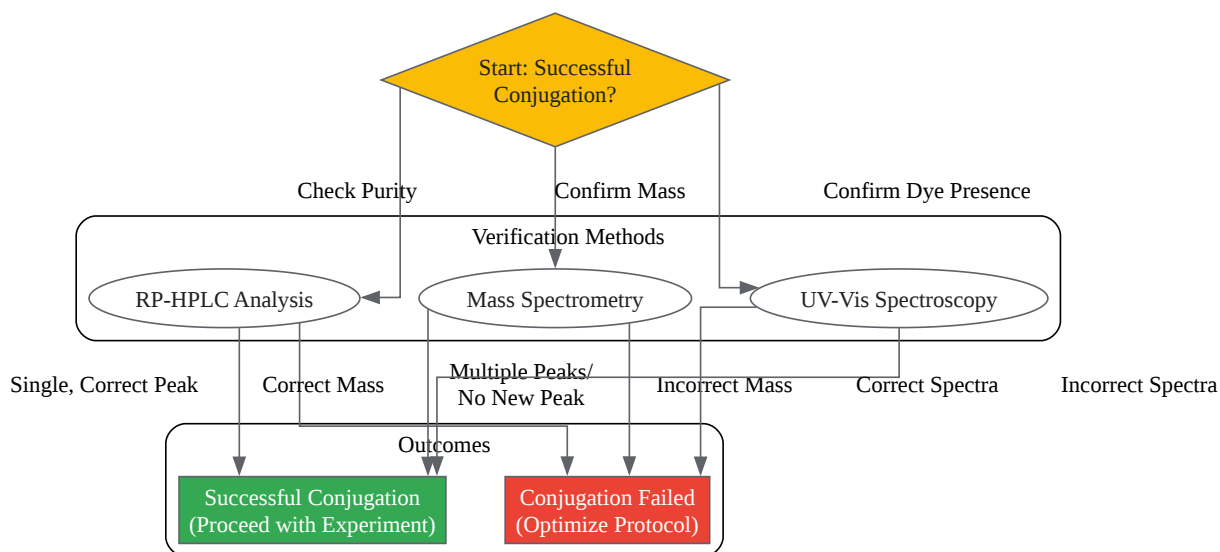 Start: Successful
Conjugation?
Check Purity
Confirm Mass
Confirm Dye Presence
Verification Methods
RP-HPLC Analysis
Mass Spectrometry
UV-Vis Spectroscopy
Single, Correct Peak
Correct Mass
Multiple Peaks/
No New Peak
Incorrect Mass
Correct Spectra
Incorrect Spectra
Outcomes
Successful Conjugation
(Proceed with Experiment)
Conjugation Failed
(Optimize Protocol)